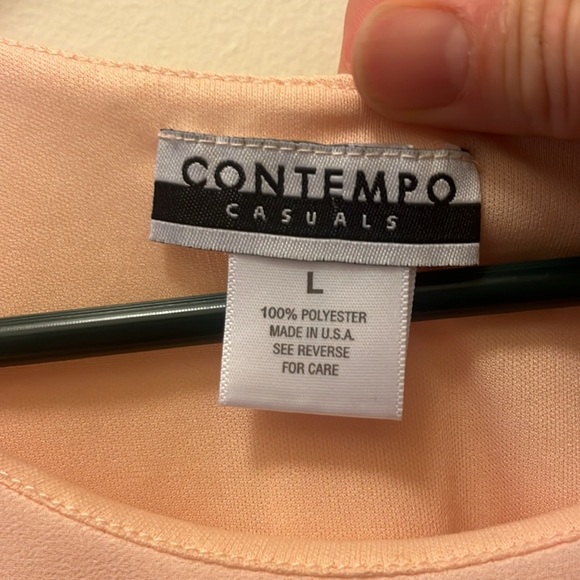 CONTEMPO
CASUALS
L
100% POLYESTER
MADE IN U.S.A.
SEE REVERSE
FOR CARE